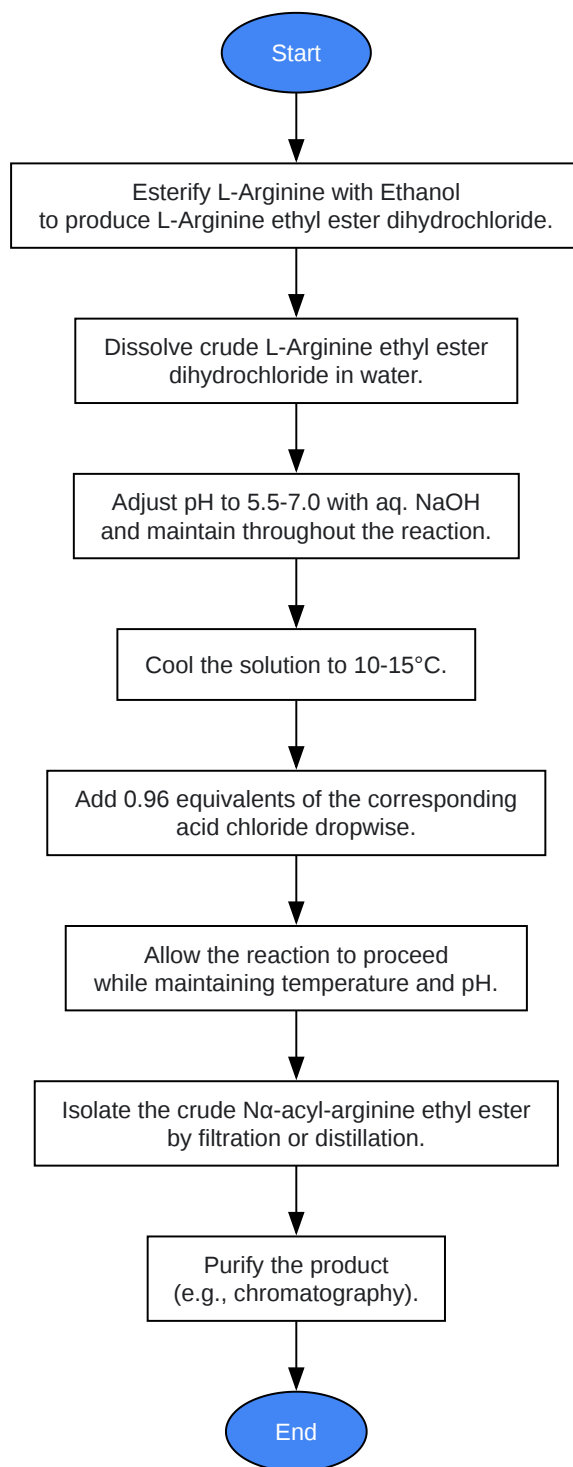 Start
Esterify L-Arginine with Ethanol
to produce L-Arginine ethyl ester dihydrochloride.
Dissolve crude L-Arginine ethyl ester
dihydrochloride in water.
Adjust pH to 5.5-7.0 with aq. NaOH
and maintain throughout the reaction.
Cool the solution to 10-15°C.
Add 0.96 equivalents of the corresponding
acid chloride dropwise.
Allow the reaction to proceed
while maintaining temperature and pH.
Isolate the crude Nα-acyl-arginine ethyl ester
by filtration or distillation.
Purify the product
(e.g., chromatography).
End